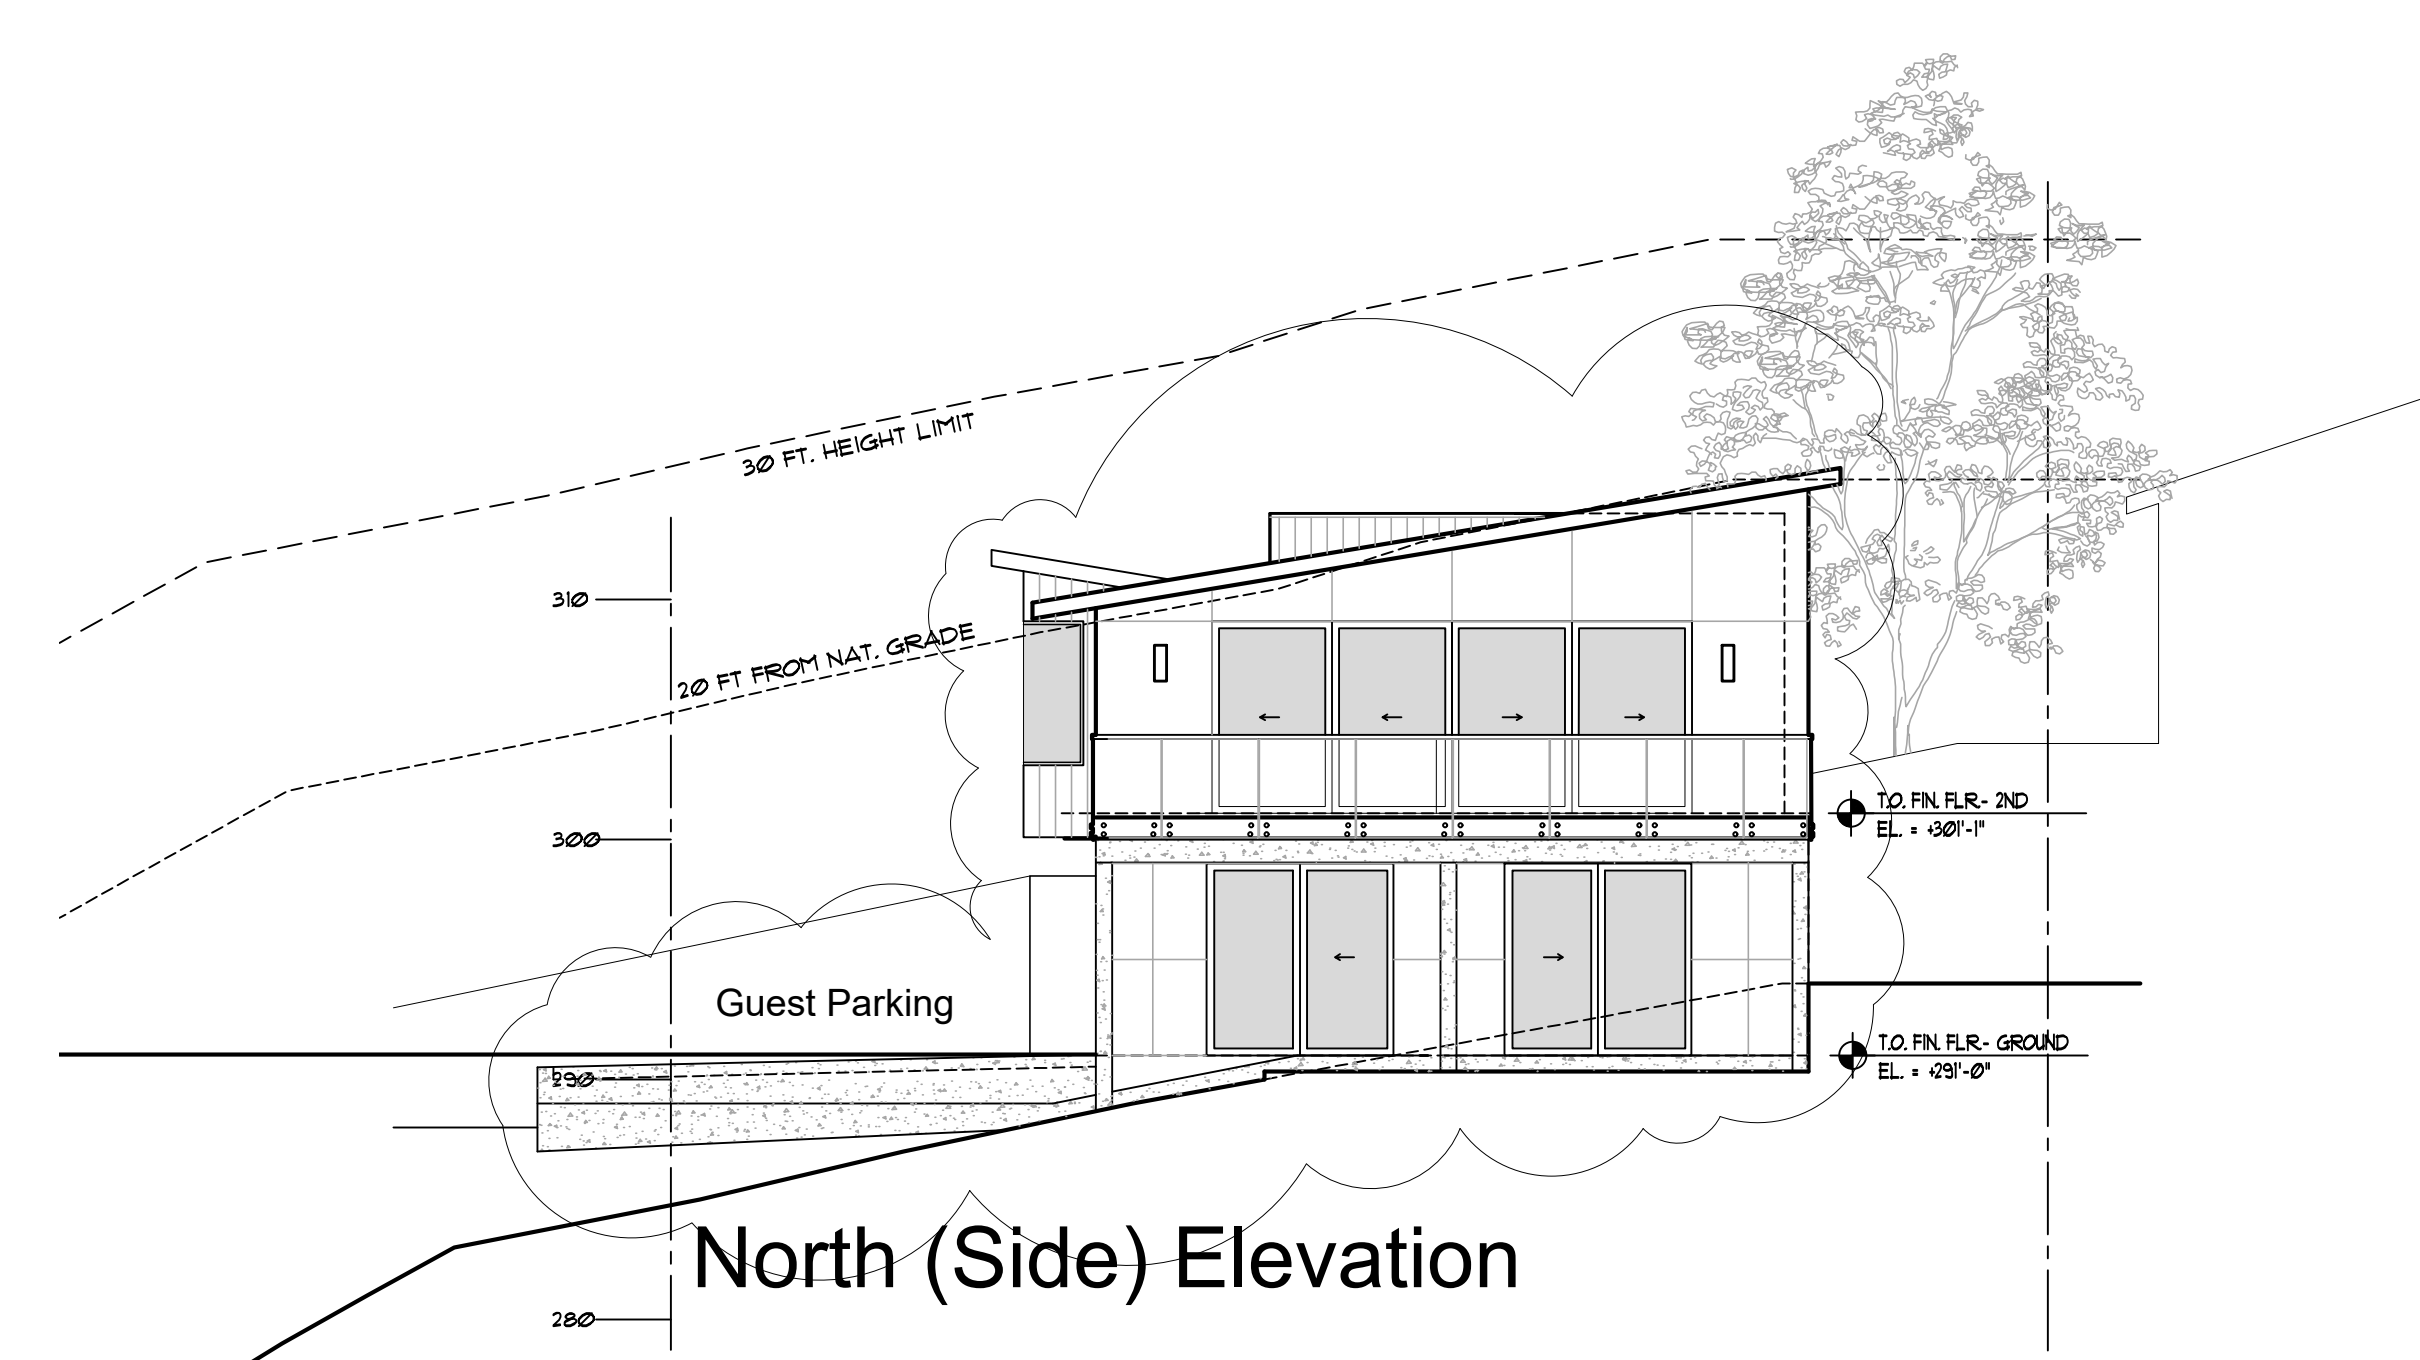 30 FT. HEIGHT LIMIT
310
20 FT FROM NAT. GRADE
T.O. FIN. FLR.- 2ND
EL. = +301'-1"
300
Guest Parking
T.O. FIN. FLR.- GROUND
EL. = +291'-0"
290
North (Side) Elevation
280